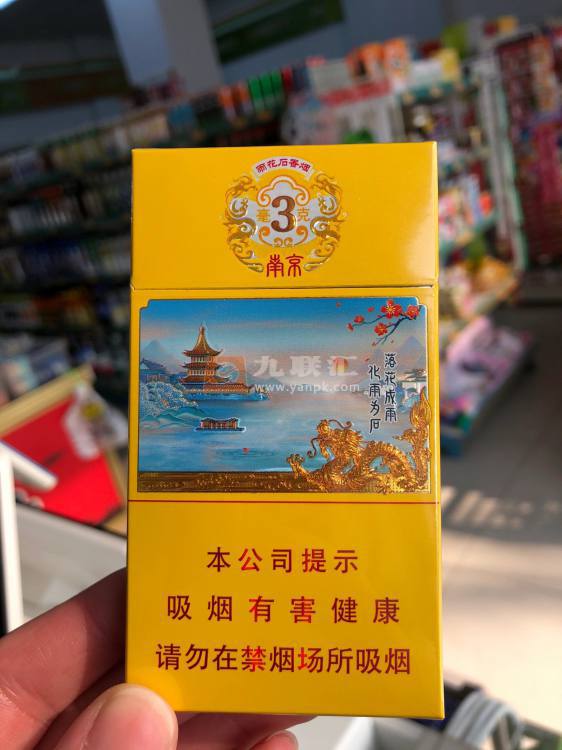 雨花石香烟
毫3克
南京
九联汇
www.yanpk.com
落花成雨
化雨为石
本公司提示
吸烟有害健康
请勿在禁烟场所吸烟